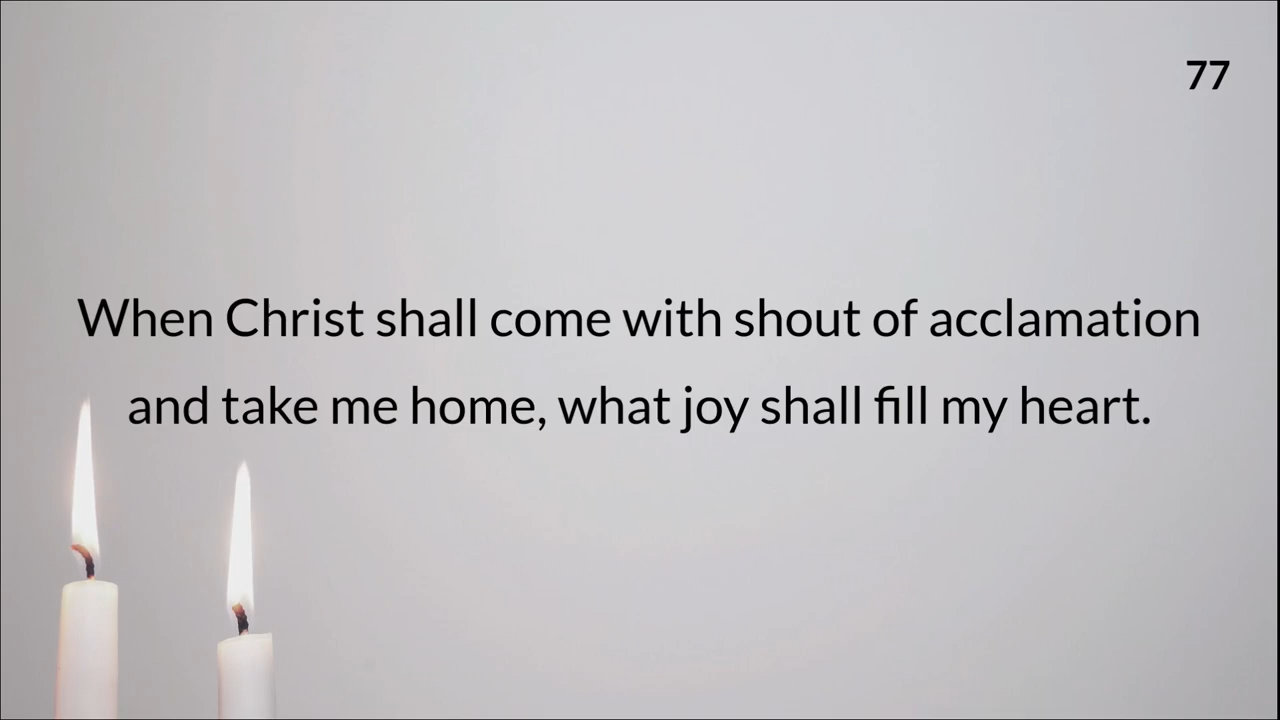 77
When Christ shall come with shout of acclamation
and take me home, what joy shall fill my heart.